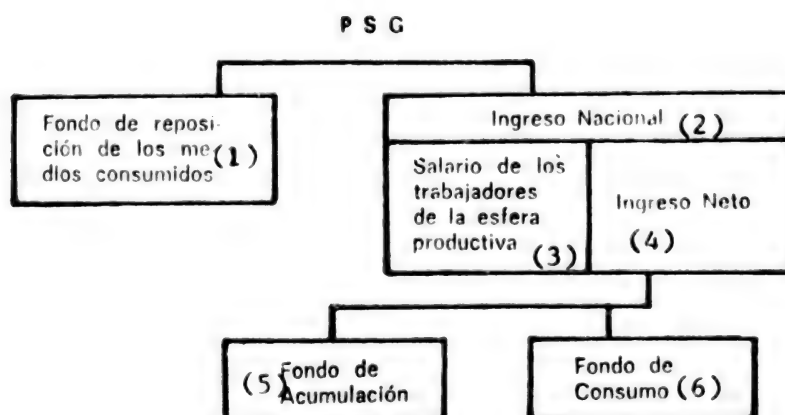 P S G
Fondo de reposi-
ción de los me
dios consumidos
(1)
Ingreso Nacional (2)
Salario de los
trabajadores
de la esfera
productiva (3)
Ingreso Neto
(4)
(5) Fondo de
Acumulación
Fondo de
Consumo (6)